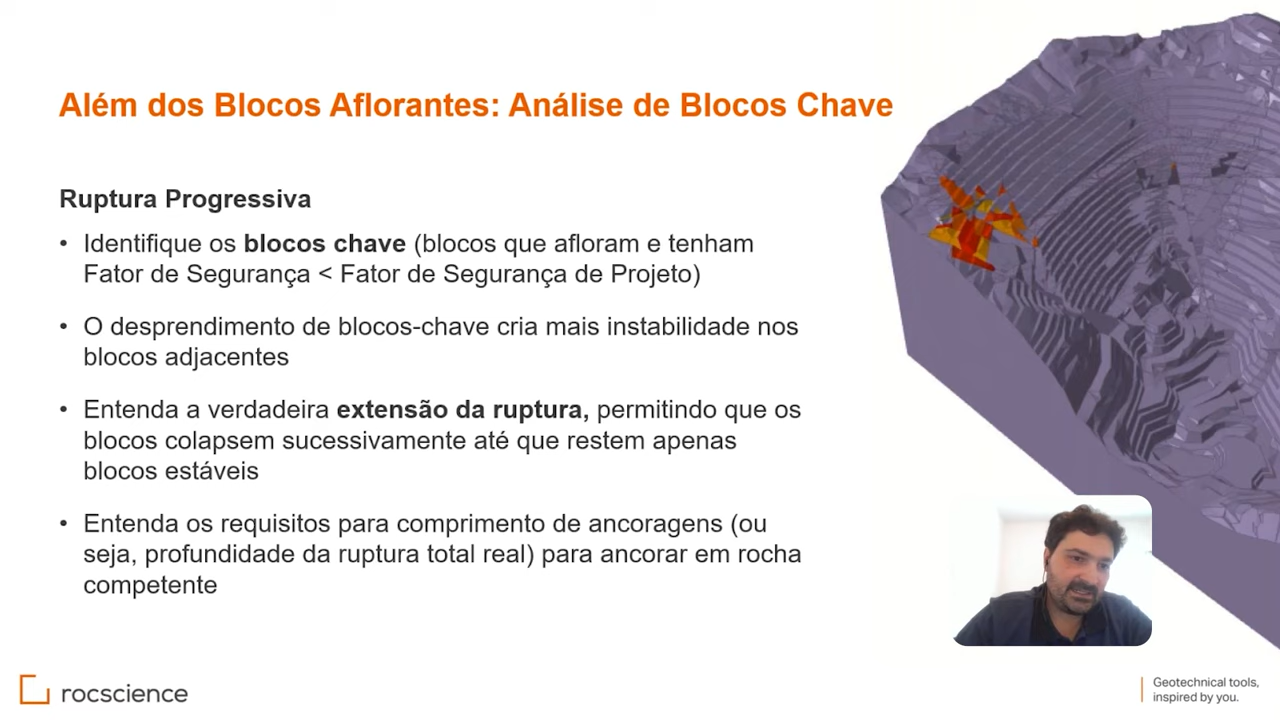 Além dos Blocos Aflorantes: Análise de Blocos Chave
Ruptura Progressiva
• Identifique os blocos chave (blocos que afloram e tenham
Fator de Segurança < Fator de Segurança de Projeto)
• O desprendimento de blocos-chave cria mais instabilidade nos
blocos adjacentes
• Entenda a verdadeira extensão da ruptura, permitindo que os
blocos colapsem sucessivamente até que restem apenas
blocos estáveis
• Entenda os requisitos para comprimento de ancoragens (ou
seja, profundidade da ruptura total real) para ancorar em rocha
competente
rocscience
Geotechnical tools,
inspired by you.